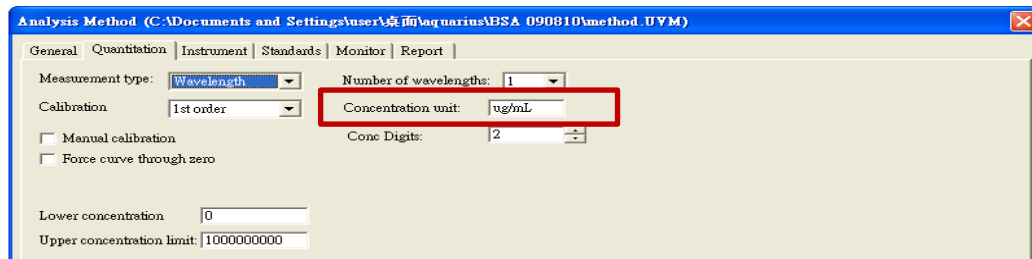 Analysis Method (C:\Documents and Settings\user\桌面\aquarius\BSA 090810\method.UVM)
General Quantitation Instrument Standards Monitor Report
Measurement type: Wavelength Number of wavelengths: 1
Calibration 1st order Concentration unit: ug/mL
Manual calibration Conc Digits: 2
Force curve through zero
Lower concentration 0
Upper concentration limit: 1000000000